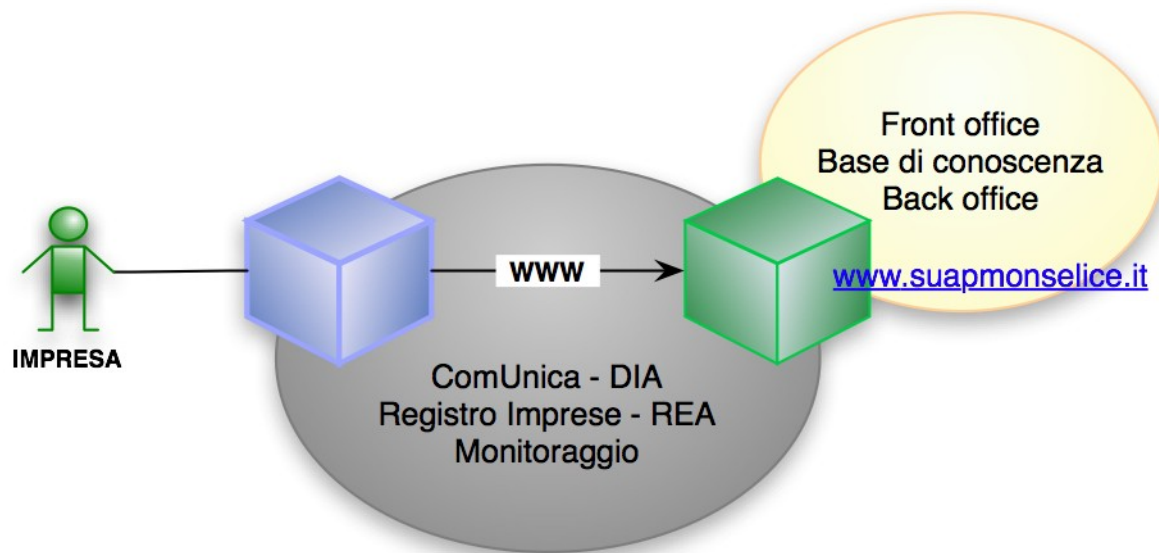 Front office
Base di conoscenza
Back office
www.suapmonselice.it
WWW
IMPRESA
ComUnica - DIA
Registro Imprese - REA
Monitoraggio